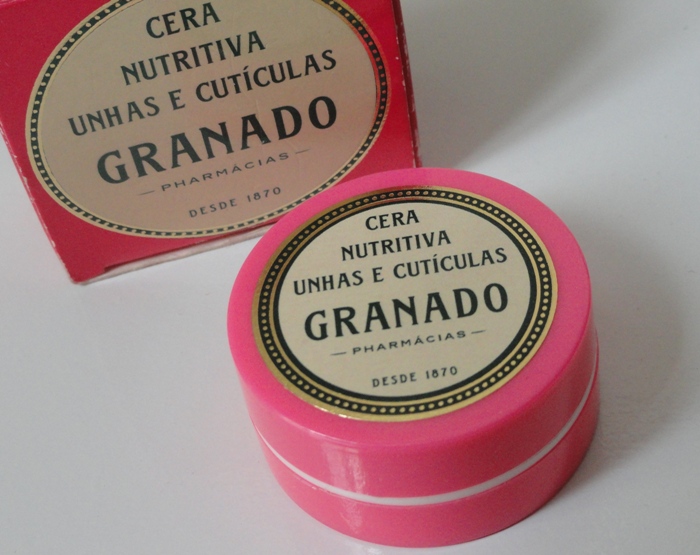 CERA
NUTRITIVA
UNHAS E CUTÍCULAS
GRANADO
— PHARMÁCIAS —
DESDE 1870
CERA
NUTRITIVA
UNHAS E CUTÍCULAS
GRANADO
— PHARMÁCIAS —
DESDE 1870